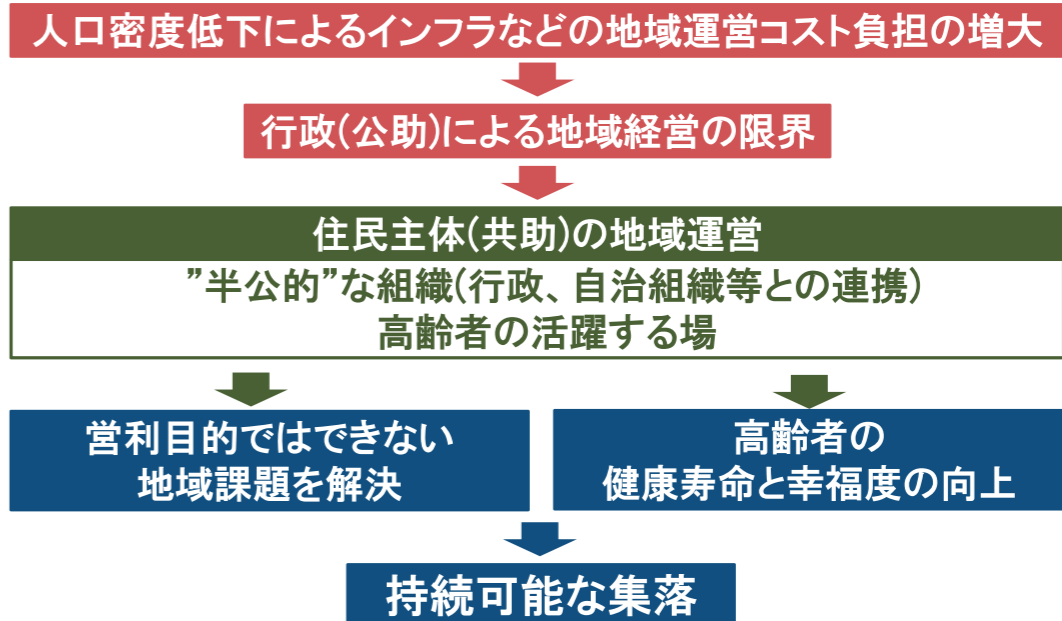 人口密度低下によるインフラなどの地域運営コスト負担の増大
行政(公助)による地域経営の限界
住民主体(共助)の地域運営
”半公的”な組織(行政、自治組織等との連携)
高齢者の活躍する場
営利目的ではできない
地域課題を解決
高齢者の
健康寿命と幸福度の向上
持続可能な集落